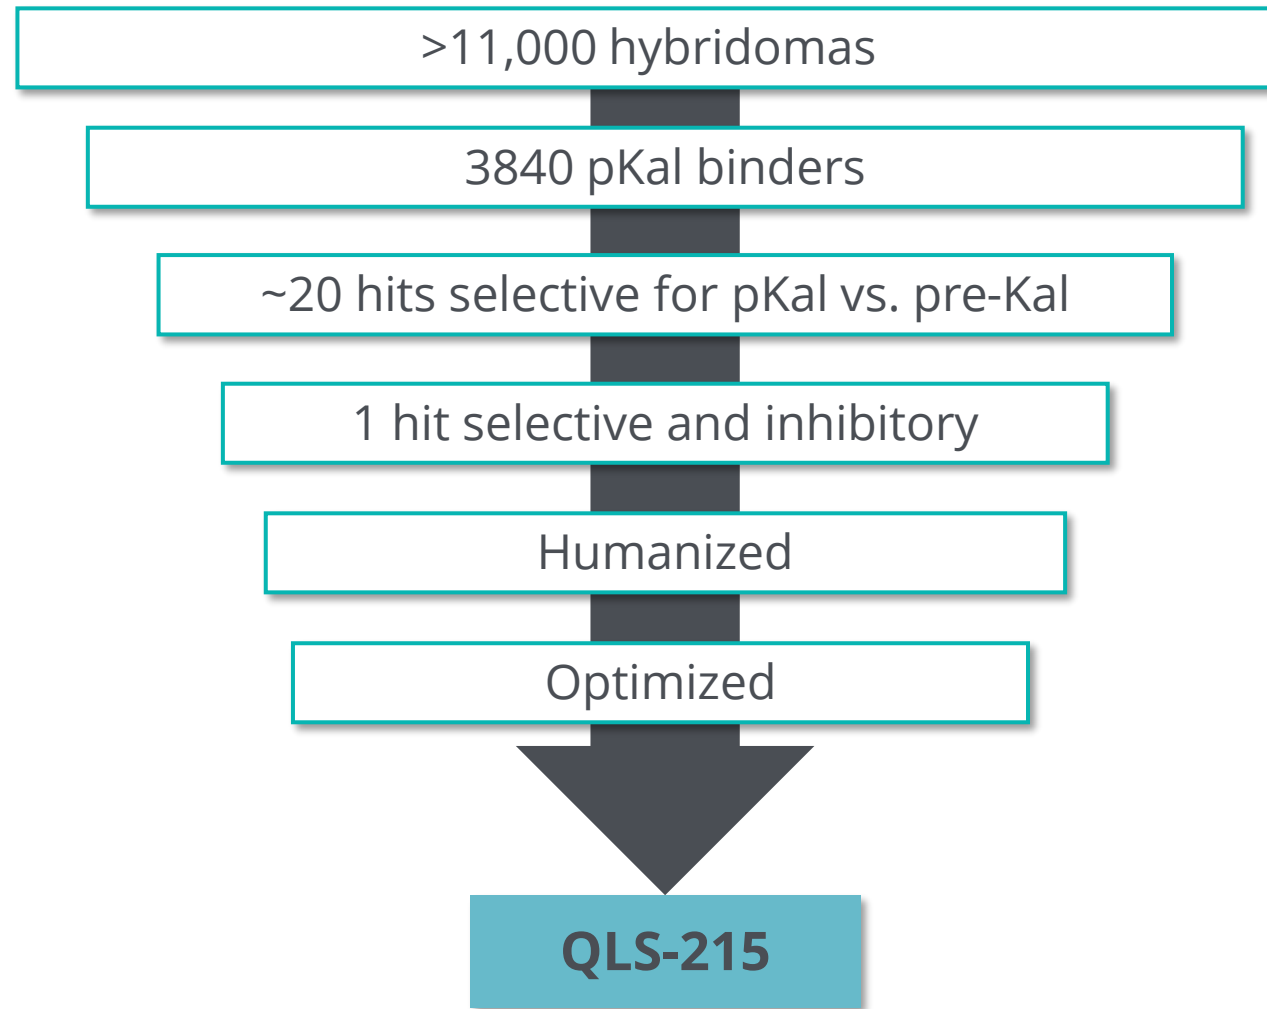 >11,000 hybridomas
3840 pKal binders
~20 hits selective for pKal vs. pre-Kal
1 hit selective and inhibitory
Humanized
Optimized
QLS-215